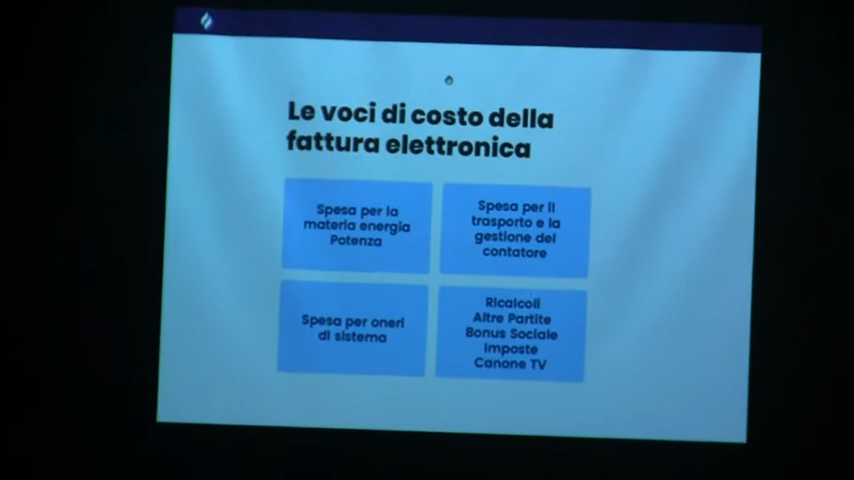 Le voci di costo della
fattura elettronica
Spesa per la
materia energia
Potenza
Spesa per il
trasporto e la
gestione del
contatore
Spesa per oneri
di sistema
Ricalcoli
Altre Partite
Bonus Sociale
Imposte
Canone TV